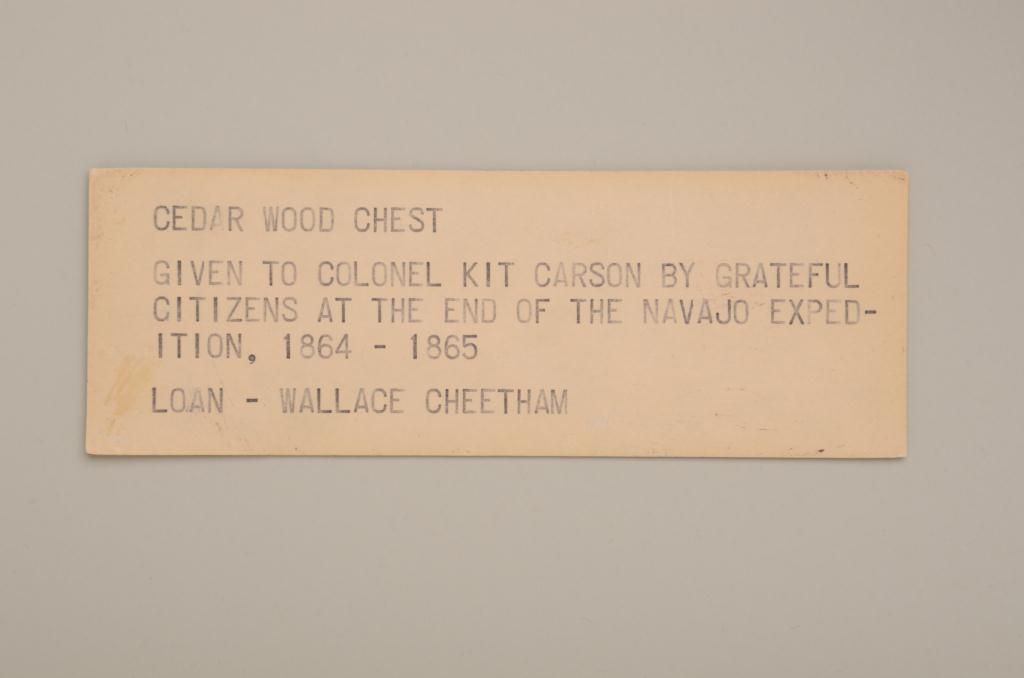 CEDAR WOOD CHEST
GIVEN TO COLONEL KIT CARSON BY GRATEFUL
CITIZENS AT THE END OF THE NAVAJO EXPED-
ITION, 1864 - 1865
LOAN - WALLACE CHEETHAM